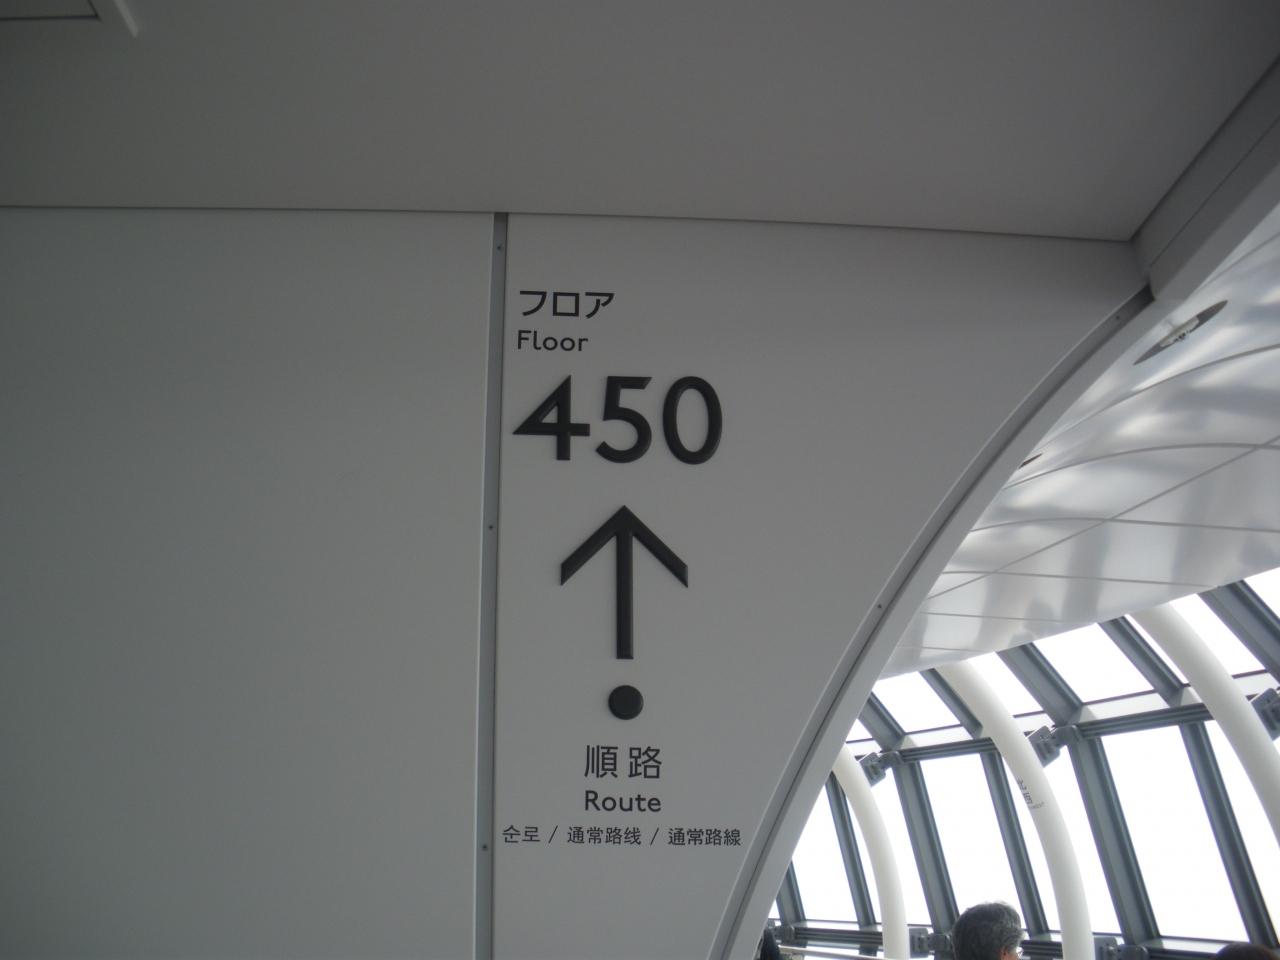 フロア
Floor
450
順路
Route
순로 / 通常路线 / 通常路線